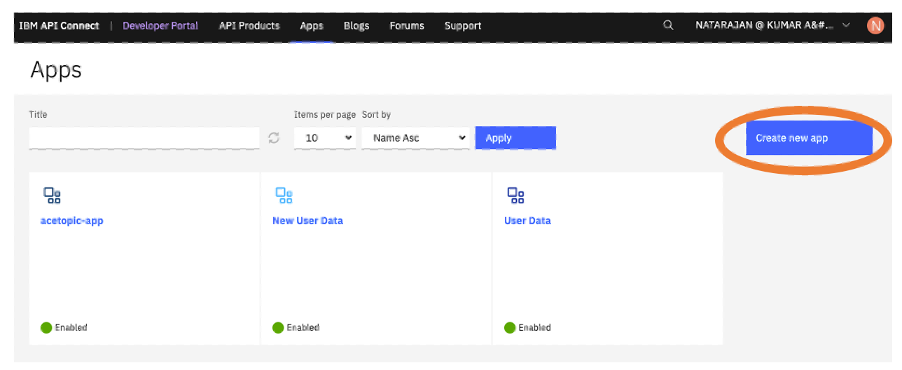 IBM API Connect | Developer Portal API Products Apps Blogs Forums Support NATARAJAN @ KUMAR A&#... N
Apps
Title Items per page Sort by
10 Name Asc Apply Create new app
acetopic-app New User Data User Data
Enabled Enabled Enabled